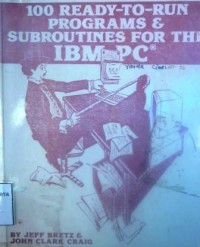 100 READY-TO-RUN
PROGRAMS &
SUBROUTINES FOR THE
IBM PC®
BY JEFF BRETZ &
JOHN CLARK CRAIG